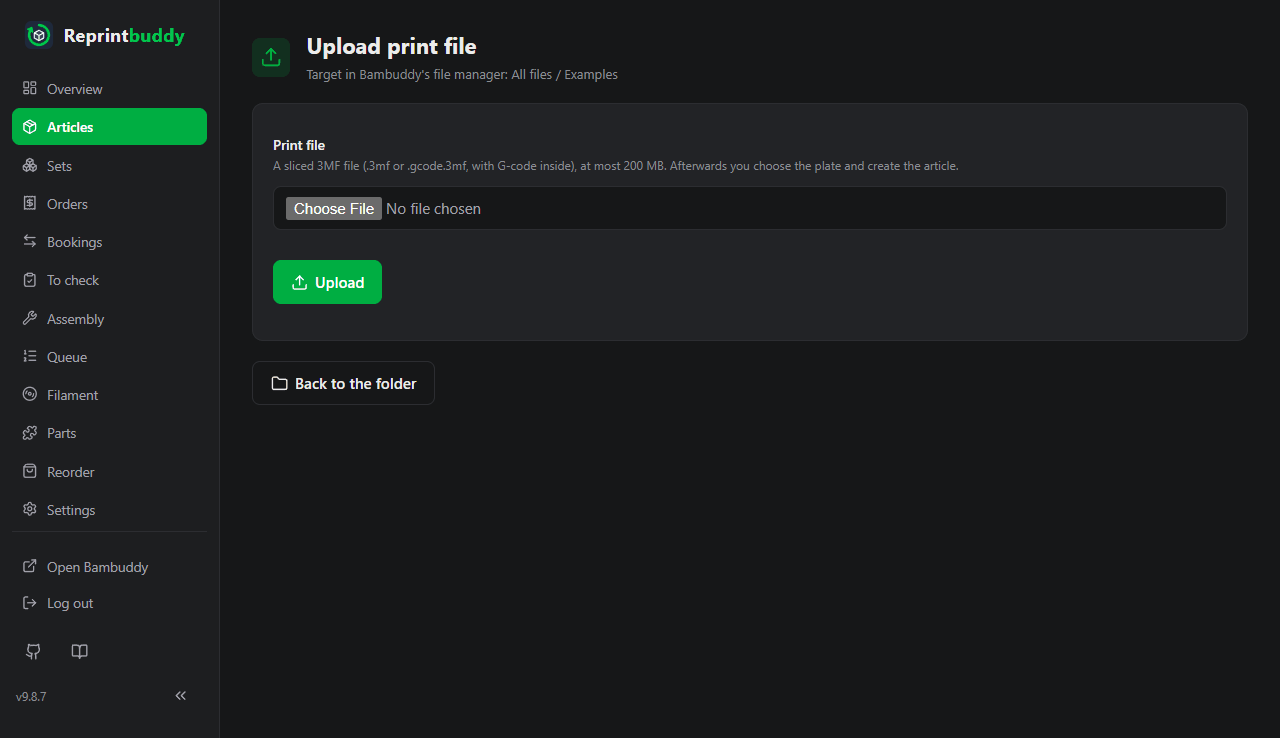 Reprintbuddy
Overview
Articles
Sets
Orders
Bookings
To check
Assembly
Queue
Filament
Parts
Reorder
Settings
Open Bambuddy
Log out
v9.8.7
Upload print file
Target in Bambuddy's file manager: All files / Examples
Print file
A sliced 3MF file (.3mf or .gcode.3mf, with G-code inside), at most 200 MB. Afterwards you choose the plate and create the article.
Choose File No file chosen
Upload
Back to the folder